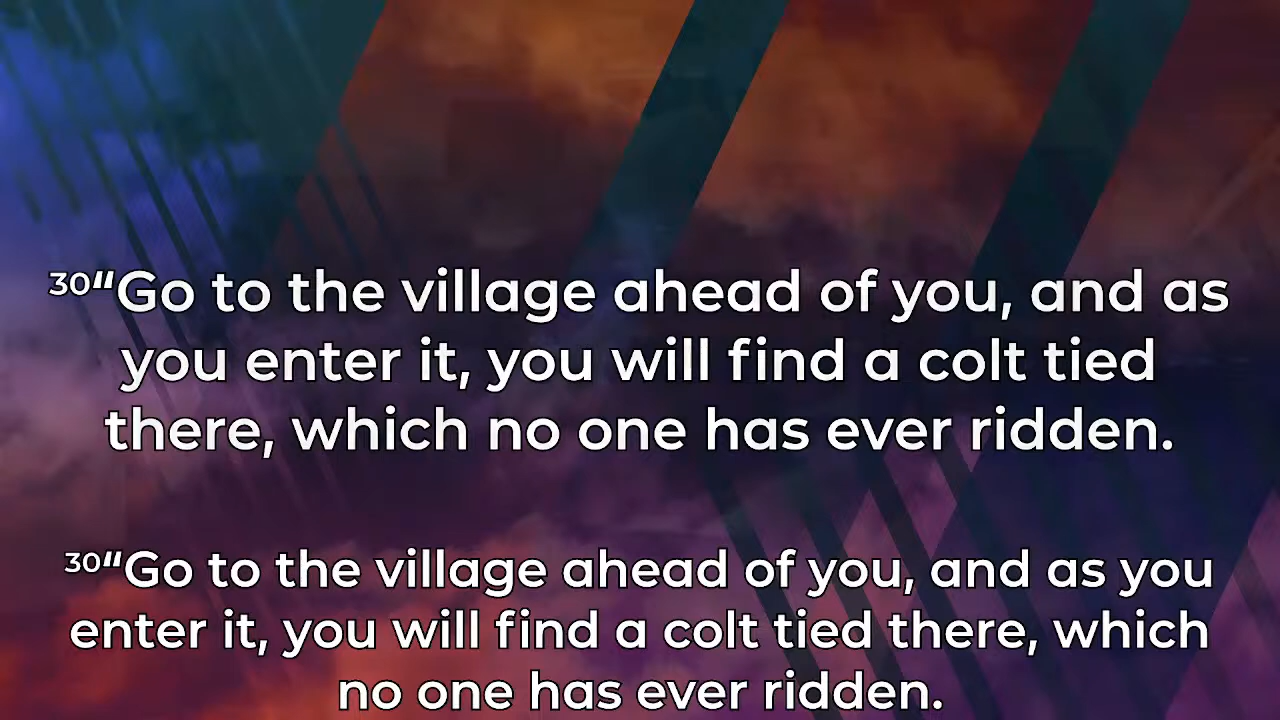 ³⁰“Go to the village ahead of you, and as
you enter it, you will find a colt tied
there, which no one has ever ridden.
³⁰“Go to the village ahead of you, and as you
enter it, you will find a colt tied there, which
no one has ever ridden.